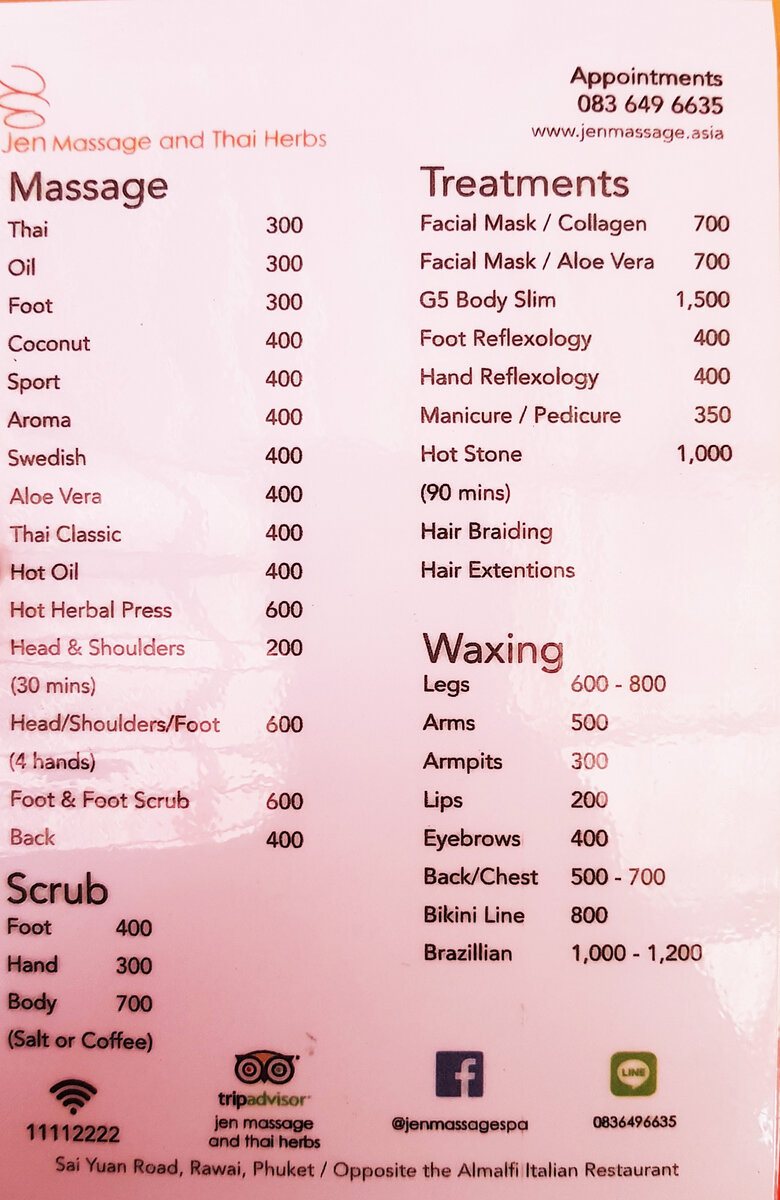 Jen Massage and Thai Herbs
Appointments
083 649 6635
www.jenmassage.asia
Massage
Thai 300
Oil 300
Foot 300
Coconut 400
Sport 400
Aroma 400
Swedish 400
Aloe Vera 400
Thai Classic 400
Hot Oil 400
Hot Herbal Press 600
Head & Shoulders 200
(30 mins)
Head/Shoulders/Foot 600
(4 hands)
Foot & Foot Scrub 600
Back 400
Scrub
Foot 400
Hand 300
Body 700
(Salt or Coffee)
Treatments
Facial Mask / Collagen 700
Facial Mask / Aloe Vera 700
G5 Body Slim 1,500
Foot Reflexology 400
Hand Reflexology 400
Manicure / Pedicure 350
Hot Stone 1,000
(90 mins)
Hair Braiding
Hair Extentions
Waxing
Legs 600 - 800
Arms 500
Armpits 300
Lips 200
Eyebrows 400
Back/Chest 500 - 700
Bikini Line 800
Brazillian 1,000 - 1,200
11112222
tripadvisor
jen massage
and thai herbs
f
@jenmassagespa
LINE
0836496635
Sai Yuan Road, Rawai, Phuket / Opposite the Almalfi Italian Restaurant